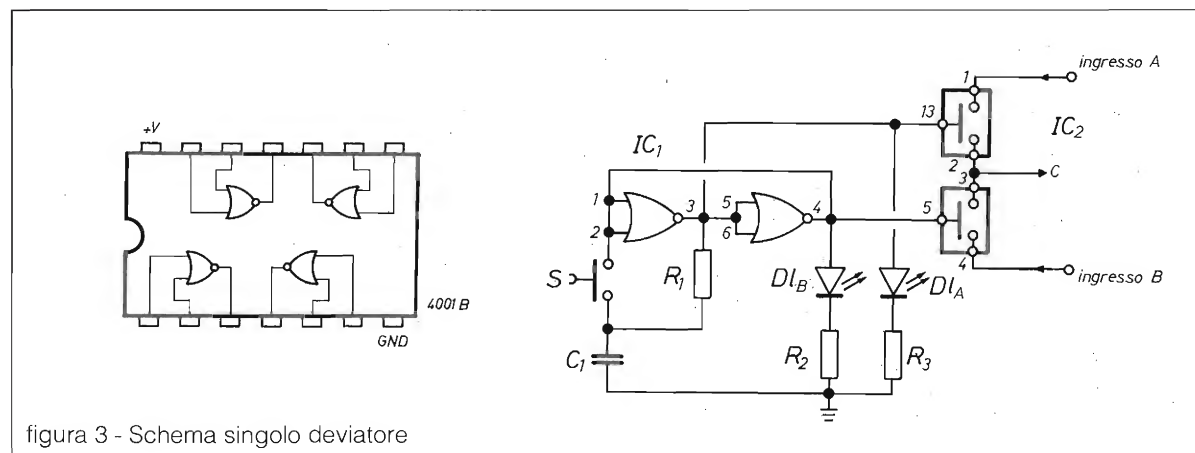 +V
4001B
GND
IC1
1
2
3
5
6
4
S
R1
C1
DlB
DlA
R2
R3
13
5
1
2
3
4
IC2
ingresso A
C
ingresso B
figura 3 - Schema singolo deviatore